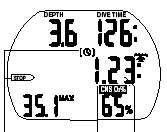 DEPTH DIVE TIME
3.6 126:
1.23:
STOP
CNS O₂%
35.1 MAX 65%